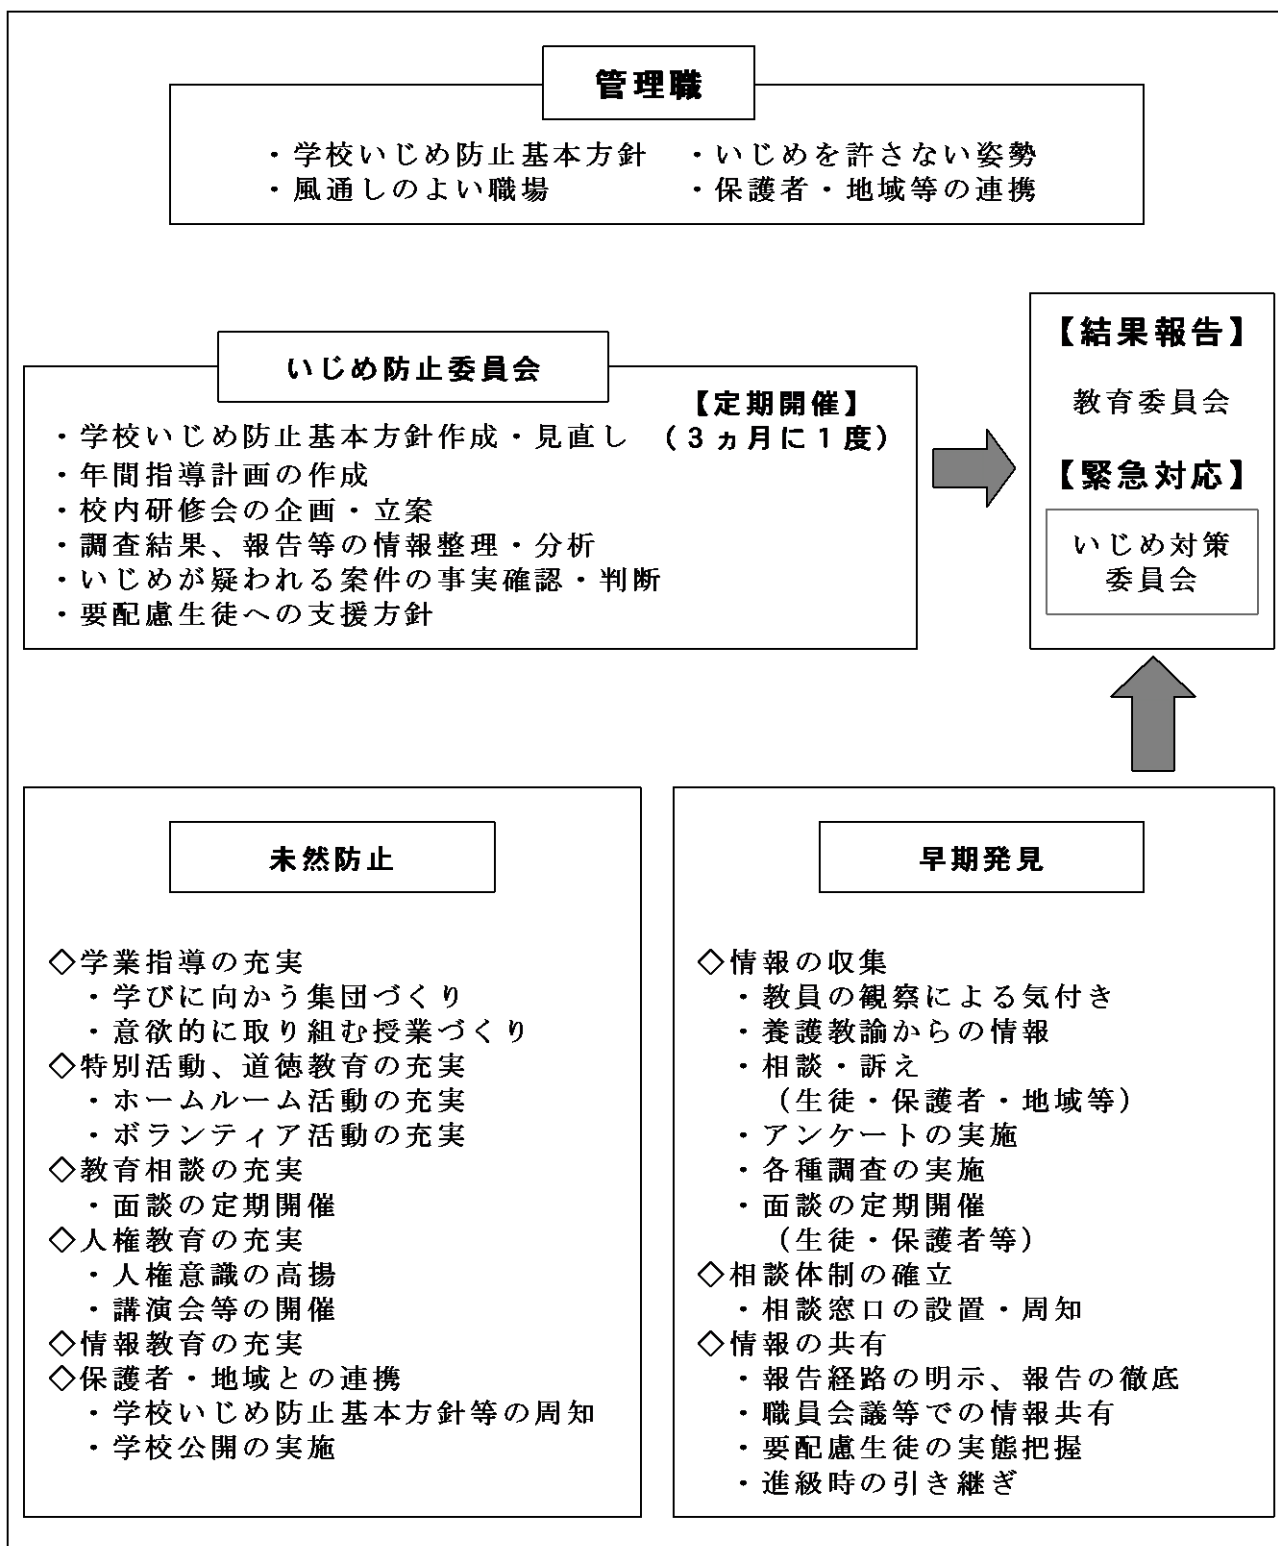 管理職
・学校いじめ防止基本方針　・いじめを許さない姿勢
・風通しのよい職場　・保護者・地域等の連携
いじめ防止委員会
【定期開催】
（３ヵ月に１度）
・学校いじめ防止基本方針作成・見直し
・年間指導計画の作成
・校内研修会の企画・立案
・調査結果、報告等の情報整理・分析
・いじめが疑われる案件の事実確認・判断
・要配慮生徒への支援方針
【結果報告】
教育委員会
【緊急対応】
いじめ対策
委員会
未然防止
◇学業指導の充実
・学びに向かう集団づくり
・意欲的に取り組む授業づくり
◇特別活動、道徳教育の充実
・ホームルーム活動の充実
・ボランティア活動の充実
◇教育相談の充実
・面談の定期開催
◇人権教育の充実
・人権意識の高揚
・講演会等の開催
◇情報教育の充実
◇保護者・地域との連携
・学校いじめ防止基本方針等の周知
・学校公開の実施
早期発見
◇情報の収集
・教員の観察による気付き
・養護教諭からの情報
・相談・訴え
（生徒・保護者・地域等）
・アンケートの実施
・各種調査の実施
・面談の定期開催
（生徒・保護者等）
◇相談体制の確立
・相談窓口の設置・周知
◇情報の共有
・報告経路の明示、報告の徹底
・職員会議等での情報共有
・要配慮生徒の実態把握
・進級時の引き継ぎ